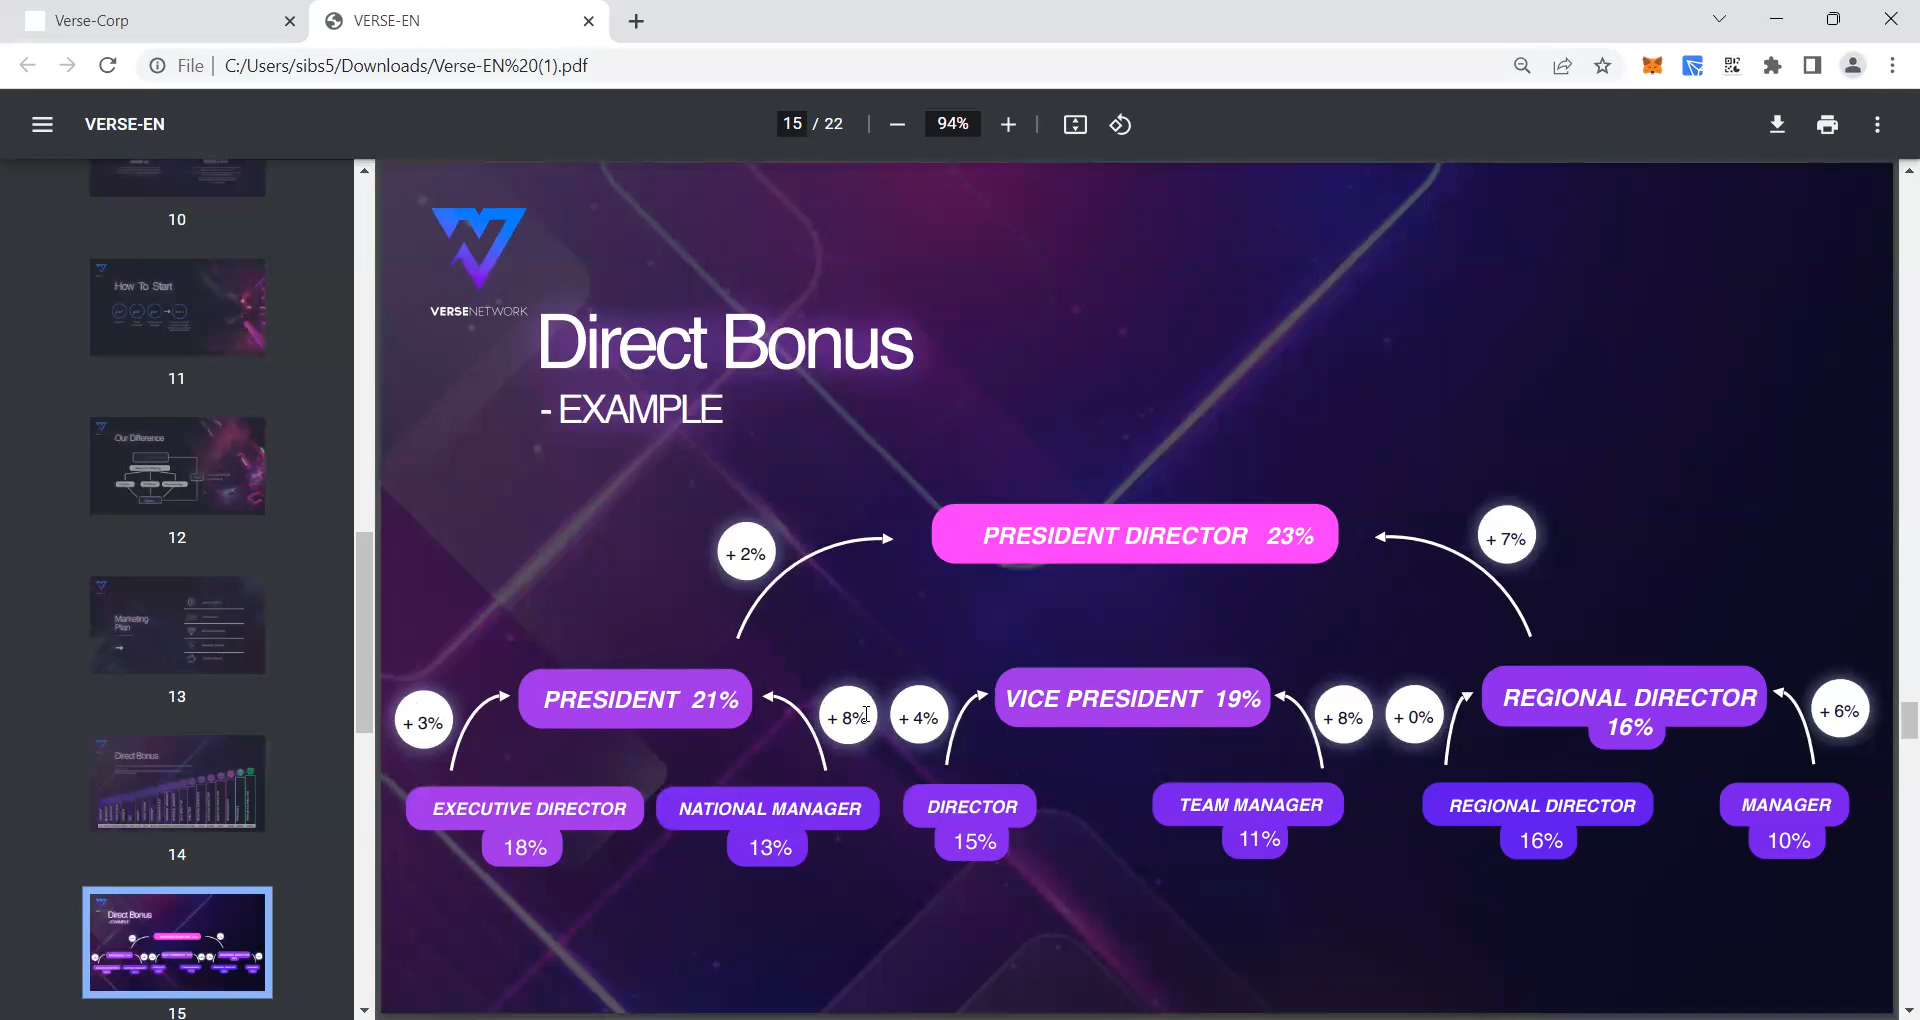 Verse-Corp
VERSE-EN
File
C:/Users/sibs5/Downloads/Verse-EN%20(1).pdf
VERSE-EN
15 / 22
94%
10
How To Start
11
Our Difference
12
Marketing
Plan
13
Direct Bonus
14
Direct Bonus
-EXAMPLE
15
VERSENETWORK
Direct Bonus
- EXAMPLE
PRESIDENT DIRECTOR 23%
+ 2%
+ 7%
PRESIDENT 21%
VICE PRESIDENT 19%
REGIONAL DIRECTOR
16%
+ 3%
+ 8%
+ 4%
+ 8%
+ 0%
+ 6%
EXECUTIVE DIRECTOR
18%
NATIONAL MANAGER
13%
DIRECTOR
15%
TEAM MANAGER
11%
REGIONAL DIRECTOR
16%
MANAGER
10%